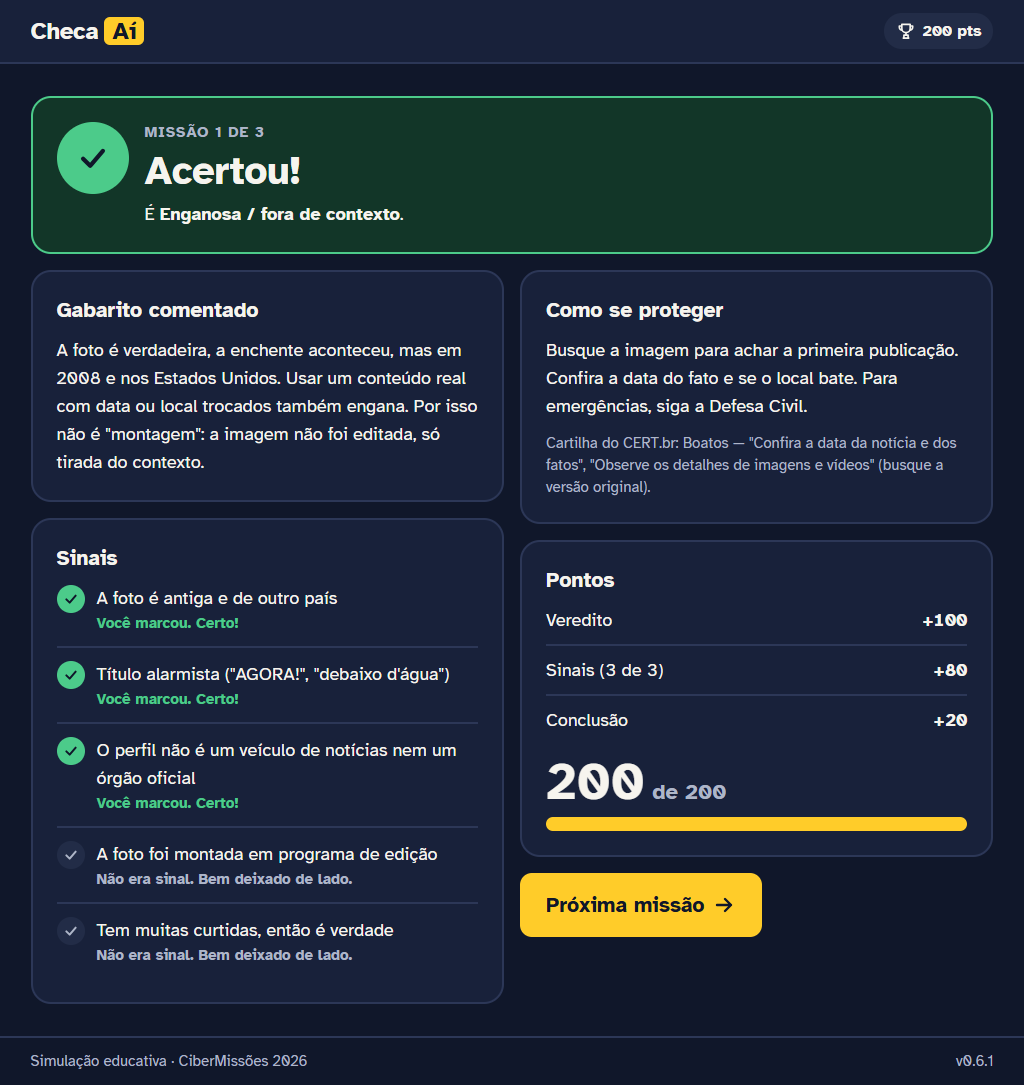 Checa Aí
200 pts
MISSÃO 1 DE 3
Acertou!
É Enganosa / fora de contexto.
Gabarito comentado
A foto é verdadeira, a enchente aconteceu, mas em
2008 e nos Estados Unidos. Usar um conteúdo real
com data ou local trocados também engana. Por isso
não é "montagem": a imagem não foi editada, só
tirada do contexto.
Sinais
A foto é antiga e de outro país
Você marcou. Certo!
Título alarmista ("AGORA!", "debaixo d'água")
Você marcou. Certo!
O perfil não é um veículo de notícias nem um
órgão oficial
Você marcou. Certo!
A foto foi montada em programa de edição
Não era sinal. Bem deixado de lado.
Tem muitas curtidas, então é verdade
Não era sinal. Bem deixado de lado.
Como se proteger
Busque a imagem para achar a primeira publicação.
Confira a data do fato e se o local bate. Para
emergências, siga a Defesa Civil.
Cartilha do CERT.br: Boatos — "Confira a data da notícia e dos
fatos", "Observe os detalhes de imagens e vídeos" (busque a
versão original).
Pontos
Veredito +100
Sinais (3 de 3) +80
Conclusão +20
200 de 200
Próxima missão →
Simulação educativa · CiberMissões 2026
v0.6.1